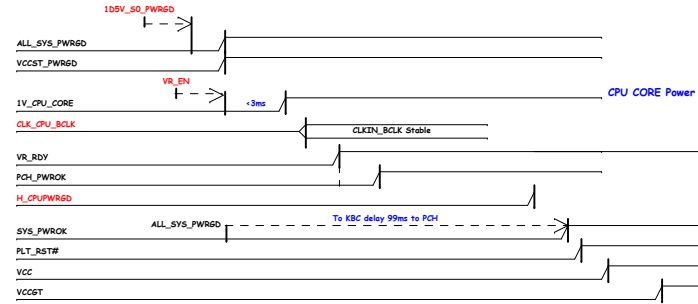 1D5V_S0_PWRGD
ALL_SYS_PWRGD
VCCST_PWRGD
VR_EN
1V_CPU_CORE
<3ms
CPU CORE Power
CLK_CPU_BCLK
CLKIN_BCLK Stable
VR_RDY
PCH_PWROK
H_CPUPWRGD
ALL_SYS_PWRGD
To KBC delay 99ms to PCH
SYS_PWROK
PLT_RST#
VCC
VCCGT